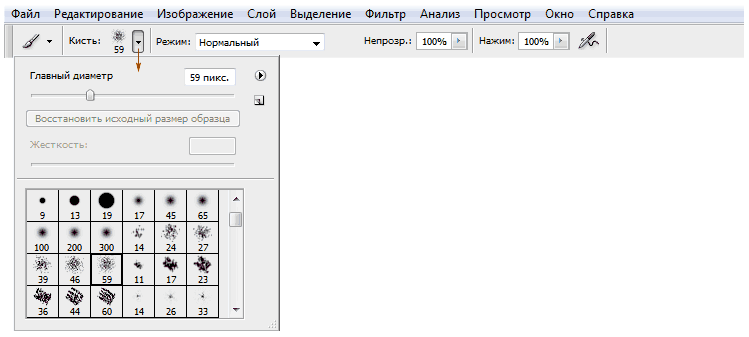 Файл Редактирование Изображение Слой Выделение Фильтр Анализ Просмотр Окно Справка
Кисть: 59 Режим: Нормальный Непрозр.: 100% Нажим: 100%
Главный диаметр 59 пикс.
Восстановить исходный размер образца
Жесткость:
9 13 19 17 45 65
100 200 300 14 24 27
39 46 59 11 17 23
36 44 60 14 26 33